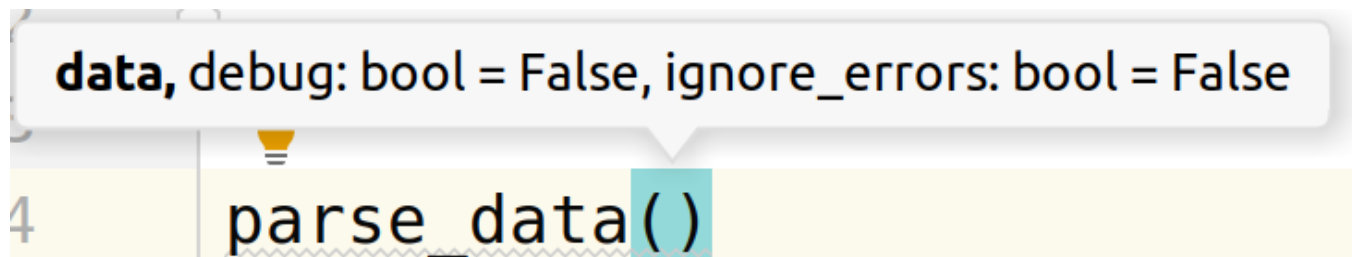 data, debug: bool = False, ignore_errors: bool = False
4 parse_data()